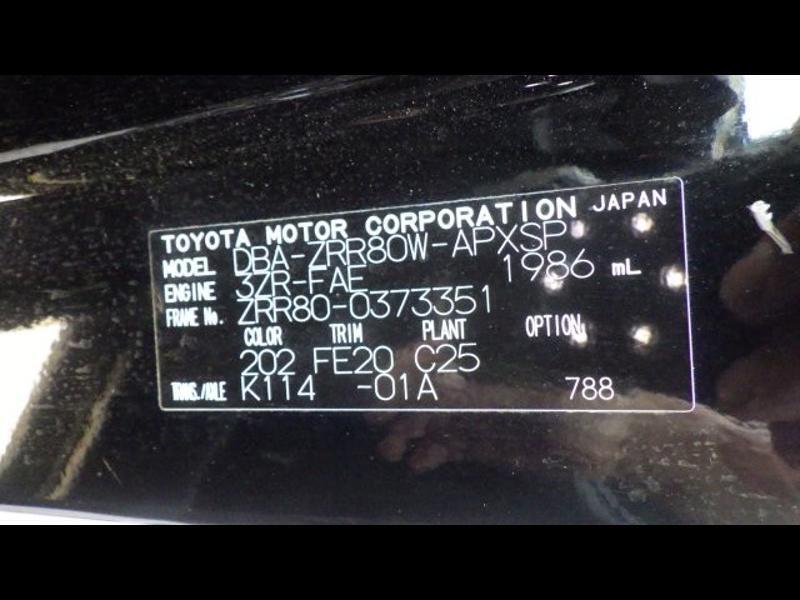 TOYOTA MOTOR CORPORATION JAPAN
MODEL DBA-ZRR80W-APXSP
ENGINE 3ZR-FAE 1986 mL
FRAME No. ZRR80-0373351
COLOR TRIM PLANT OPTION
202 FE20 C25
TRANS./AXLE K114 -01A 788